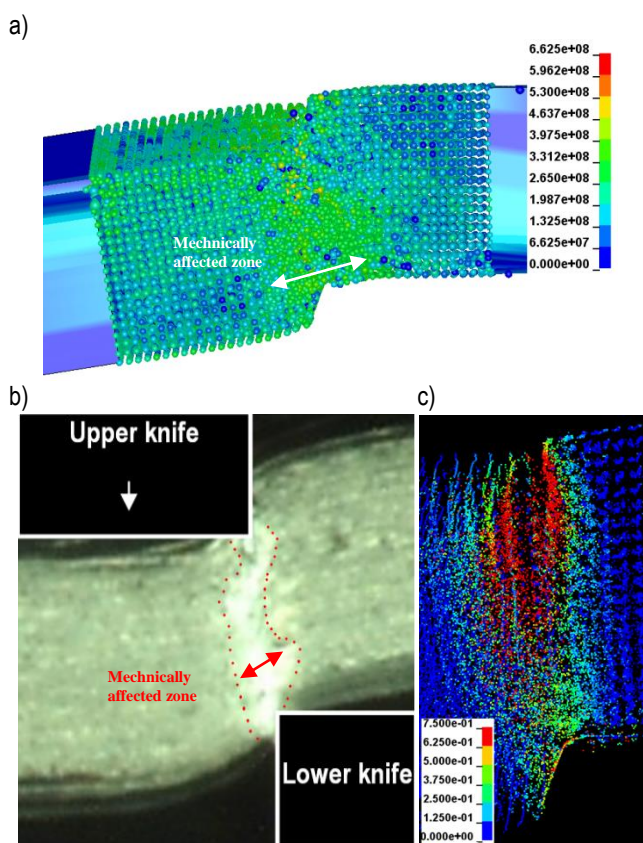 a)
6.625e+08
5.962e+08
5.300e+08
4.637e+08
3.975e+08
3.312e+08
2.650e+08
1.987e+08
1.325e+08
6.625e+07
0.000e+00
Mechnically
affected zone
b)
Upper knife
Mechnically
affected zone
Lower knife
c)
7.500e-01
6.250e-01
5.000e-01
3.750e-01
2.500e-01
1.250e-01
0.000e+00